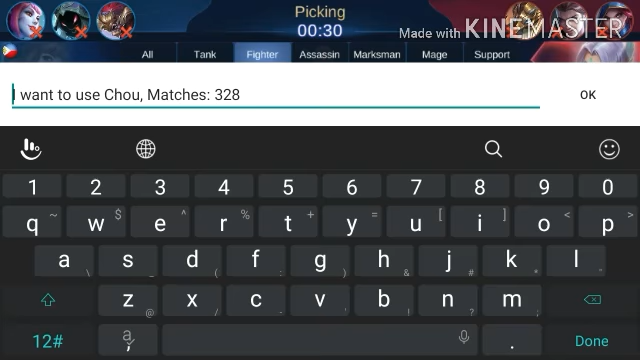 Picking
00:30
Made with KINEMASTER
All Tank Fighter Assassin Marksman Mage Support
I want to use Chou, Matches: 328
OK
1 2 3 4 5 6 7 8 9 0
q ~ w $ e ^ r % t + y = u [ i ] o < p >
a \ s _ d ( f : g ) h & j # k * l "
z @ x / c - v ' b ! n ? m ,
12# a , .
Done